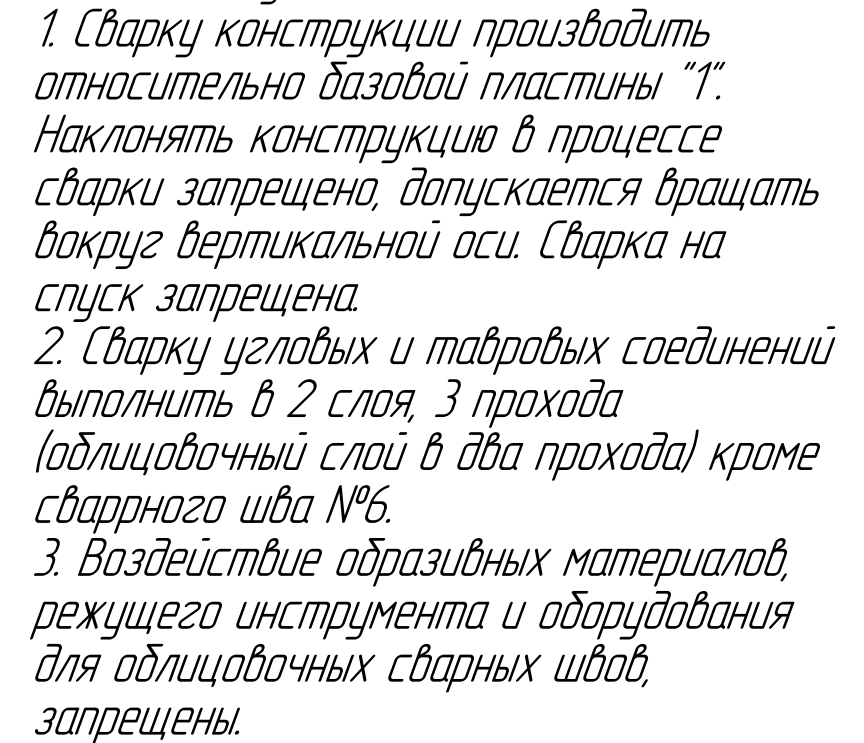 1. Сварку конструкции производить
относительно базовой пластины "1".
Наклонять конструкцию в процессе
сварки запрещено, допускается вращать
вокруг вертикальной оси. Сварка на
спуск запрещена.
2. Сварку угловых и тавровых соединений
выполнить в 2 слоя, 3 прохода
(облицовочный слой в два прохода) кроме
сваррного шва №6.
3. Воздействие образивных материалов,
режущего инструмента и оборудования
для облицовочных сварных швов,
запрещены.